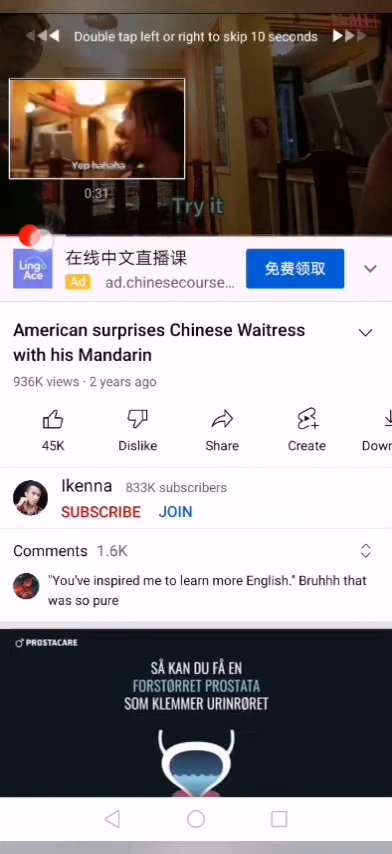 Double tap left or right to skip 10 seconds
Yep hahaha
0:31
Try it
Lingo
Ace
在线中文直播课
Ad ad.chinesecourse...
免费领取
American surprises Chinese Waitress
with his Mandarin
936K views · 2 years ago
45K
Dislike
Share
Create
Down
Ikenna 833K subscribers
SUBSCRIBE JOIN
Comments 1.6K
"You've inspired me to learn more English." Bruhhh that
was so pure
PROSTACARE
SÅ KAN DU FÅ EN
FORSTØRRET PROSTATA
SOM KLEMMER URINRØRET